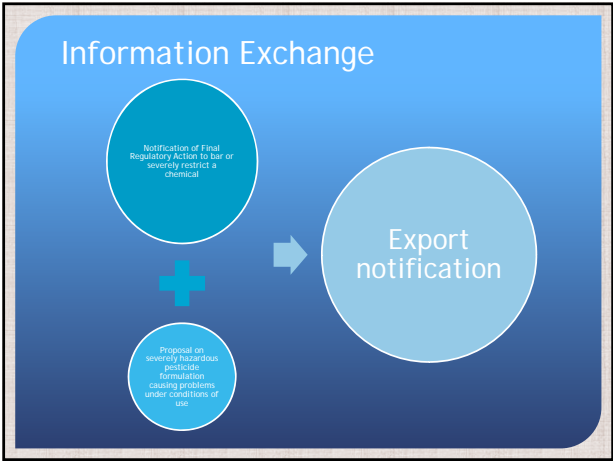 Information Exchange
Notification of Final
Regulatory Action to bar or
severely restrict a
chemical
Proposal on
severely hazardous
pesticide
formulation
causing problems
under conditions of
use
Export
notification